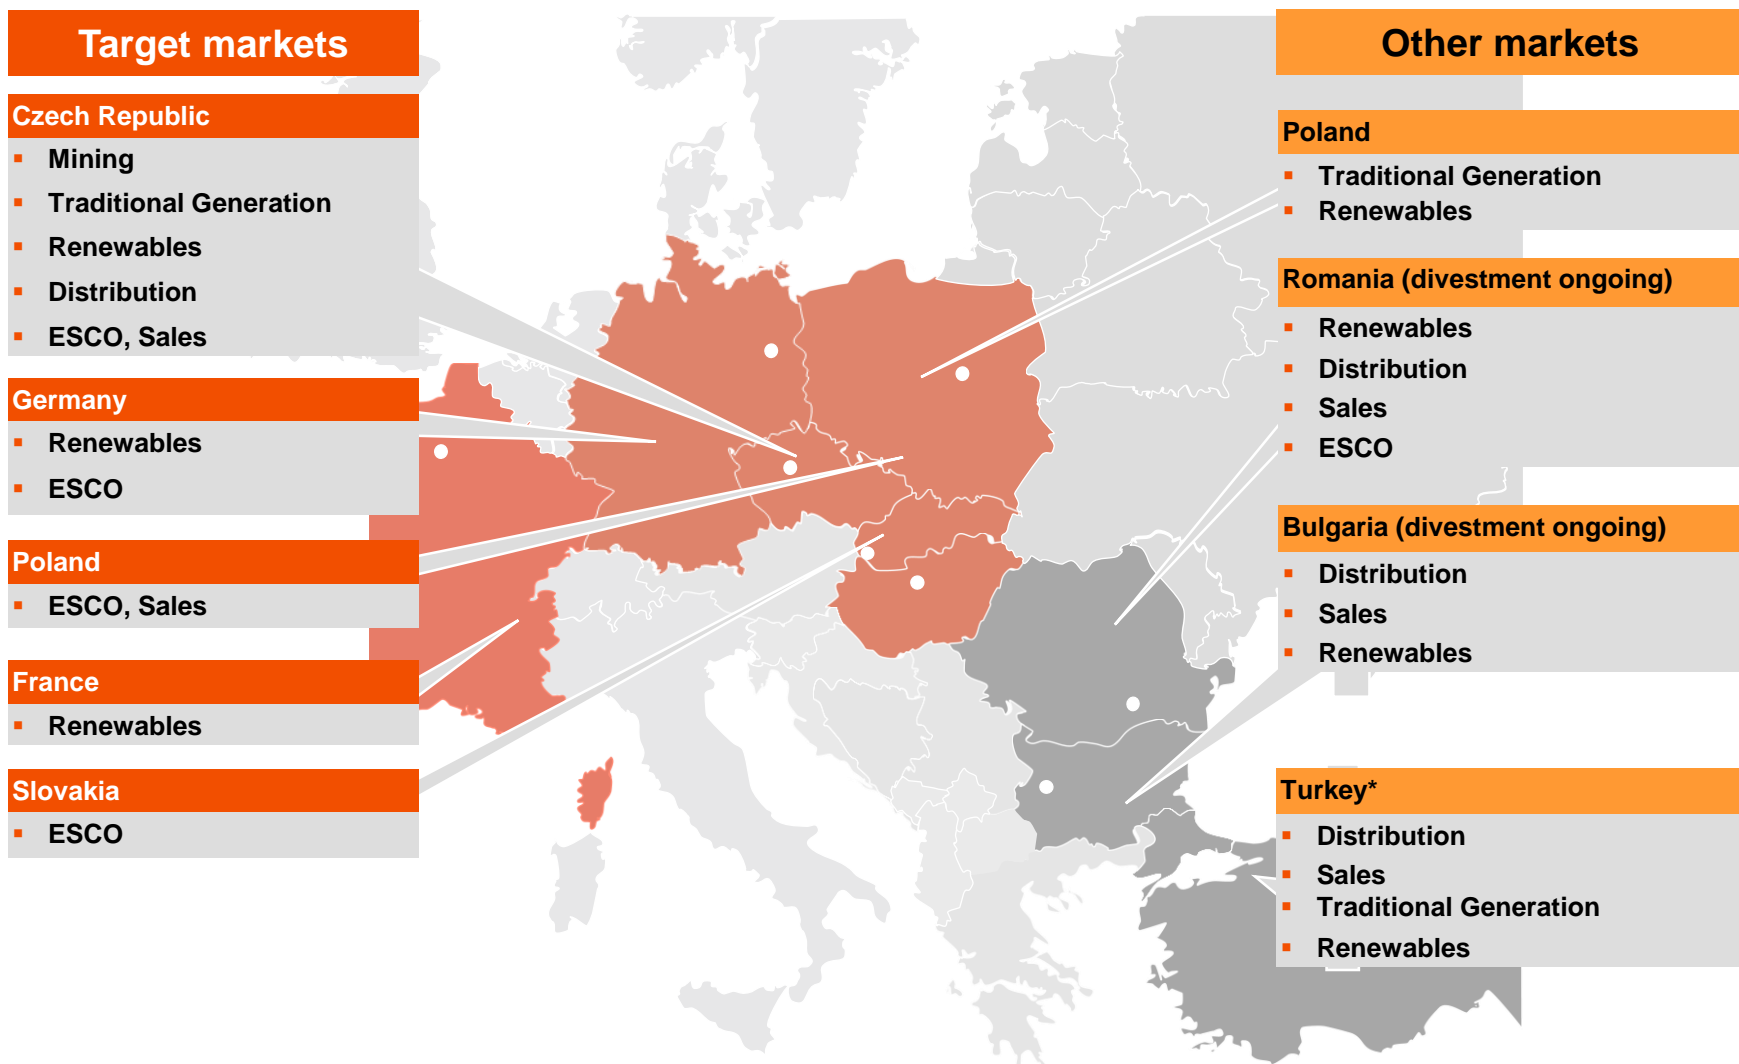 Target markets
Czech Republic
▪ Mining
▪ Traditional Generation
▪ Renewables
▪ Distribution
▪ ESCO, Sales
Germany
▪ Renewables
▪ ESCO
Poland
▪ ESCO, Sales
France
▪ Renewables
Slovakia
▪ ESCO
Other markets
Poland
▪ Traditional Generation
▪ Renewables
Romania (divestment ongoing)
▪ Renewables
▪ Distribution
▪ Sales
▪ ESCO
Bulgaria (divestment ongoing)
▪ Distribution
▪ Sales
▪ Renewables
Turkey*
▪ Distribution
▪ Sales
▪ Traditional Generation
▪ Renewables